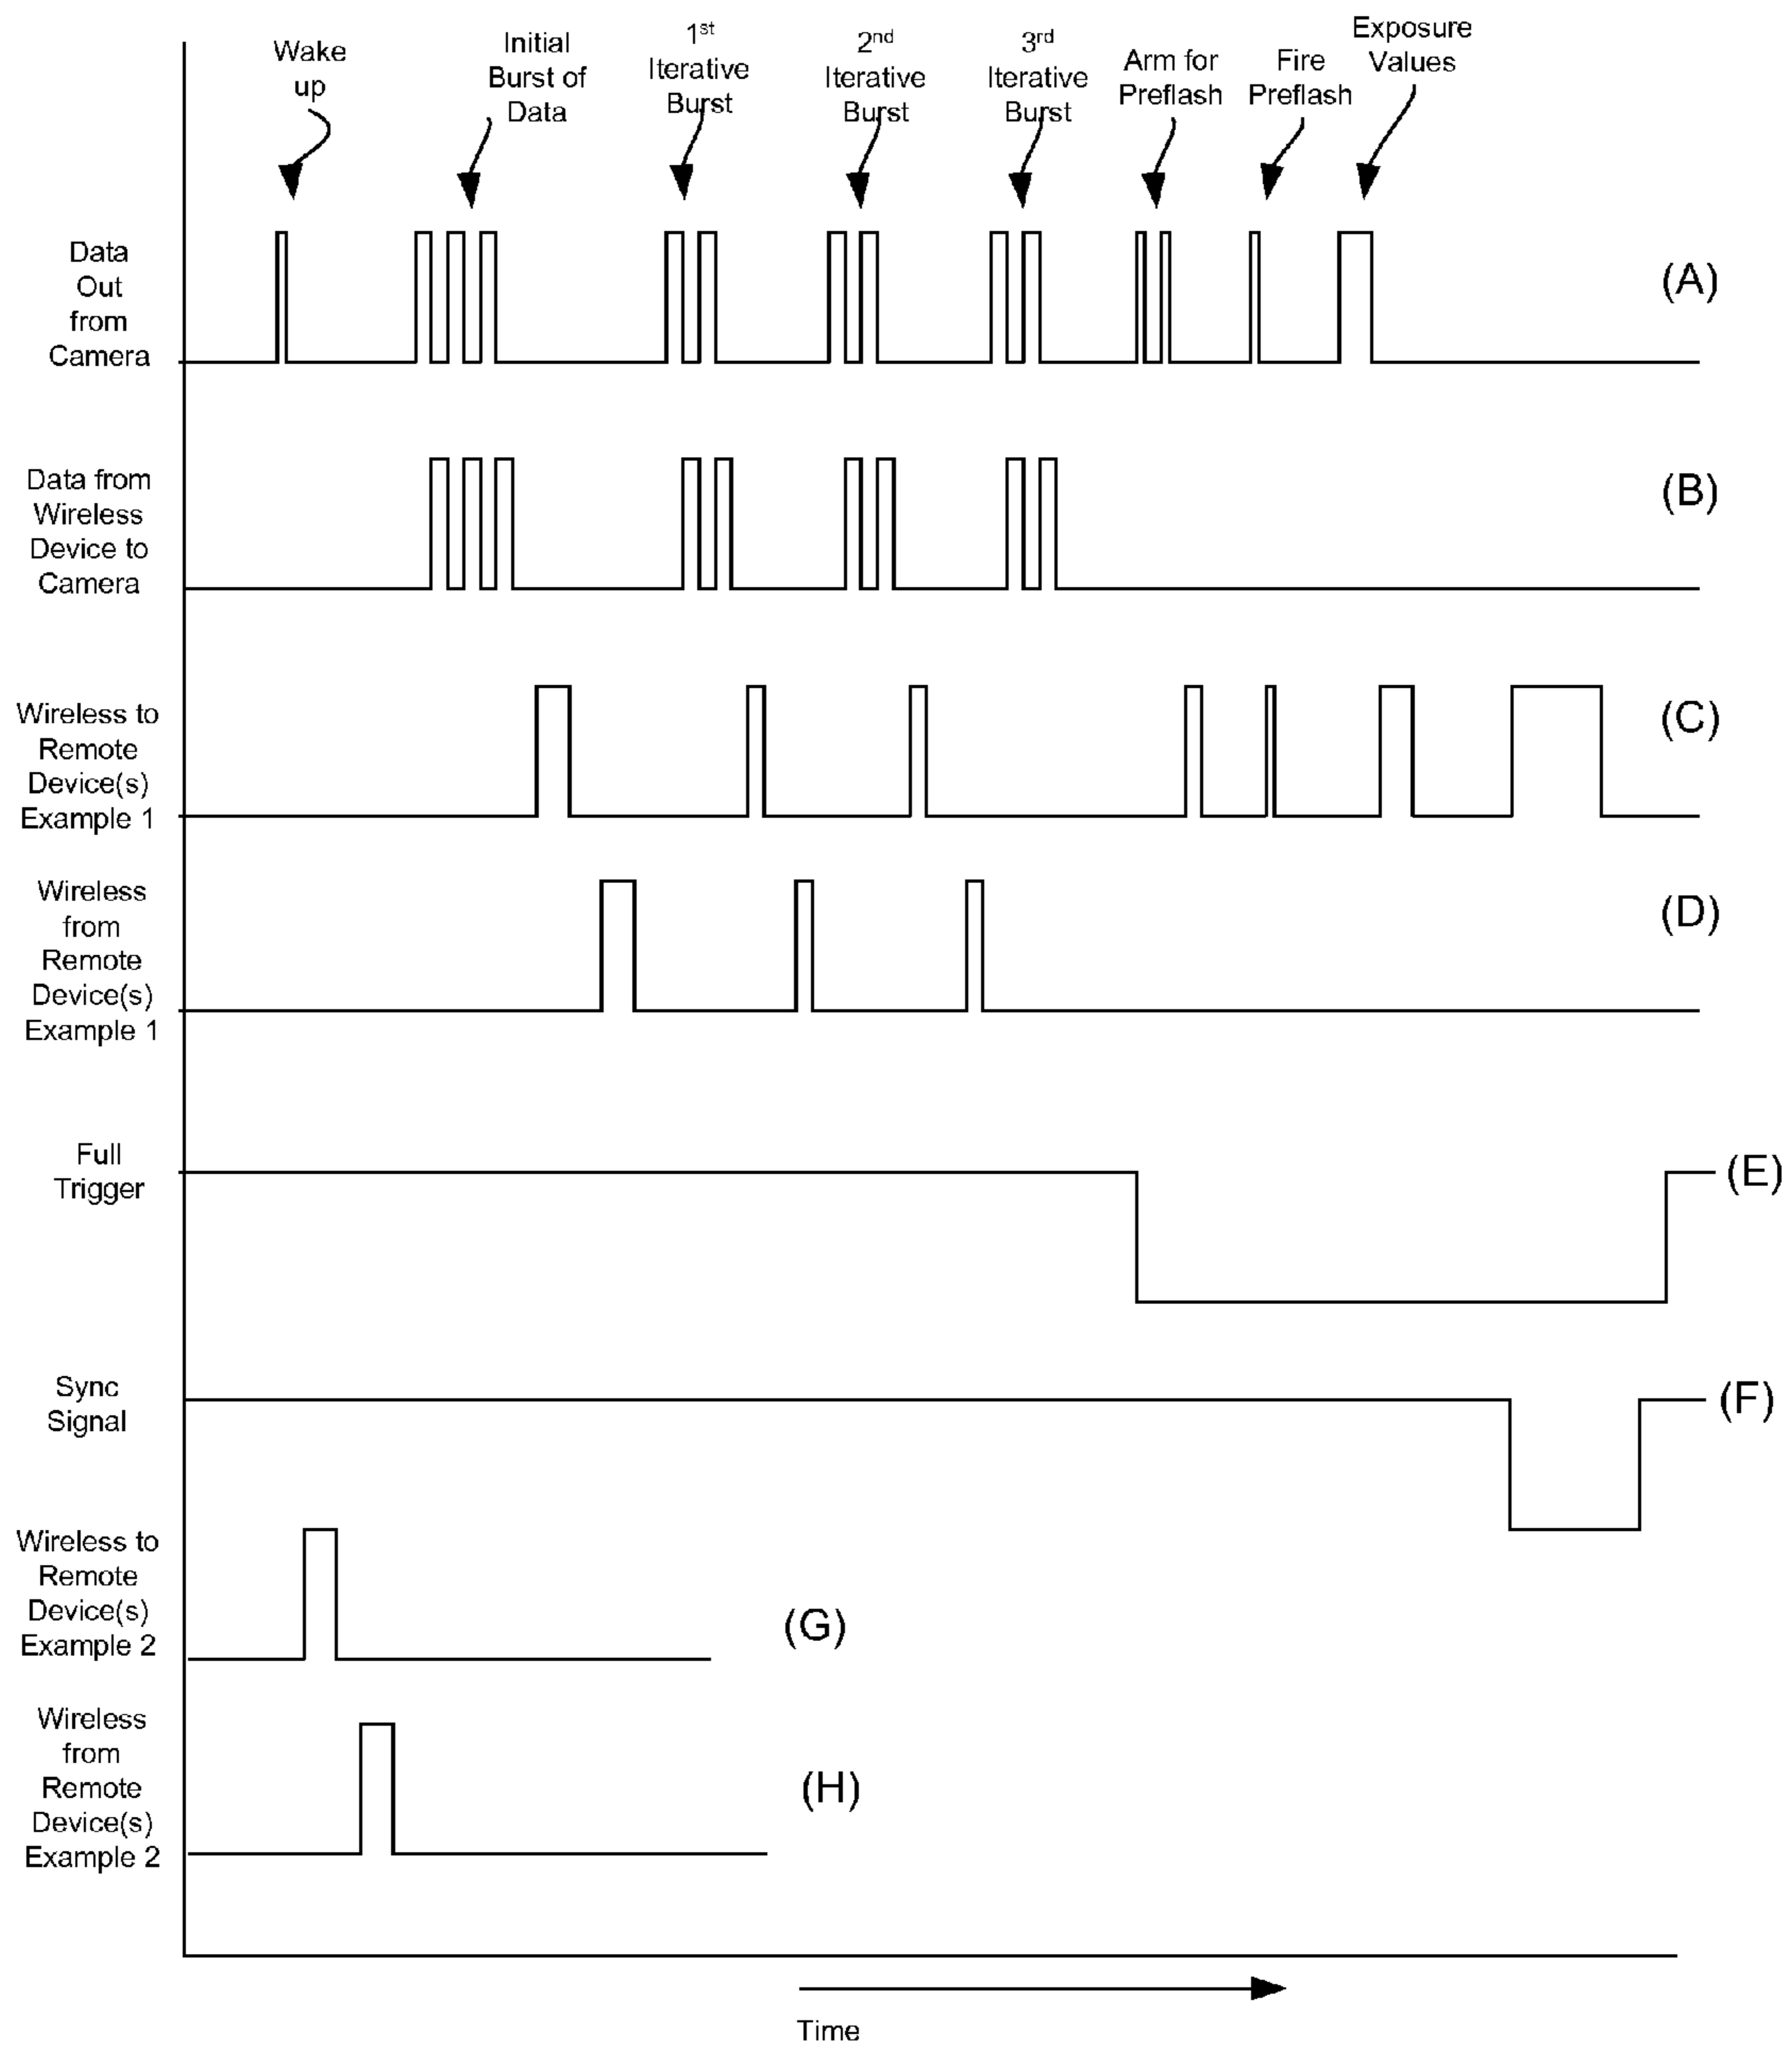 Wake
up
Initial
Burst of
Data
1st
Iterative
Burst
2nd
Iterative
Burst
3rd
Iterative
Burst
Arm for
Preflash
Fire
Preflash
Exposure
Values
Data
Out
from
Camera
(A)
Data from
Wireless
Device to
Camera
(B)
Wireless to
Remote
Device(s)
Example 1
(C)
Wireless
from
Remote
Device(s)
Example 1
(D)
Full
Trigger
(E)
Sync
Signal
(F)
Wireless to
Remote
Device(s)
Example 2
(G)
Wireless
from
Remote
Device(s)
Example 2
(H)
Time